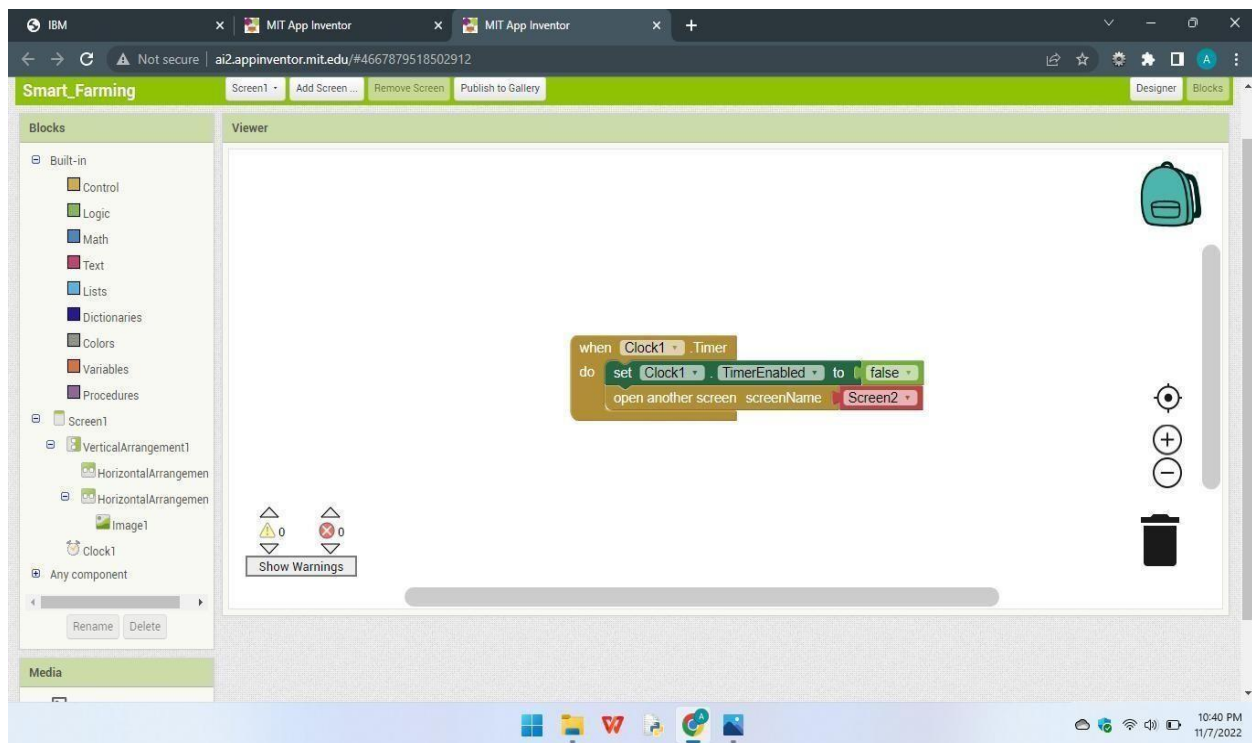 IBM
MIT App Inventor
MIT App Inventor
Not secure | ai2.appinventor.mit.edu/#4667879518502912
A
Smart_Farming
Screen1
Add Screen ...
Remove Screen
Publish to Gallery
Designer
Blocks
Blocks
Viewer
Built-in
Control
Logic
Math
Text
Lists
Dictionaries
Colors
Variables
Procedures
Screen1
VerticalArrangement1
HorizontalArrangemen
HorizontalArrangemen
Image1
Clock1
Any component
Rename
Delete
Media
when Clock1 .Timer
do set Clock1 . TimerEnabled to false
open another screen screenName Screen2
0
0
Show Warnings
10:40 PM
11/7/2022